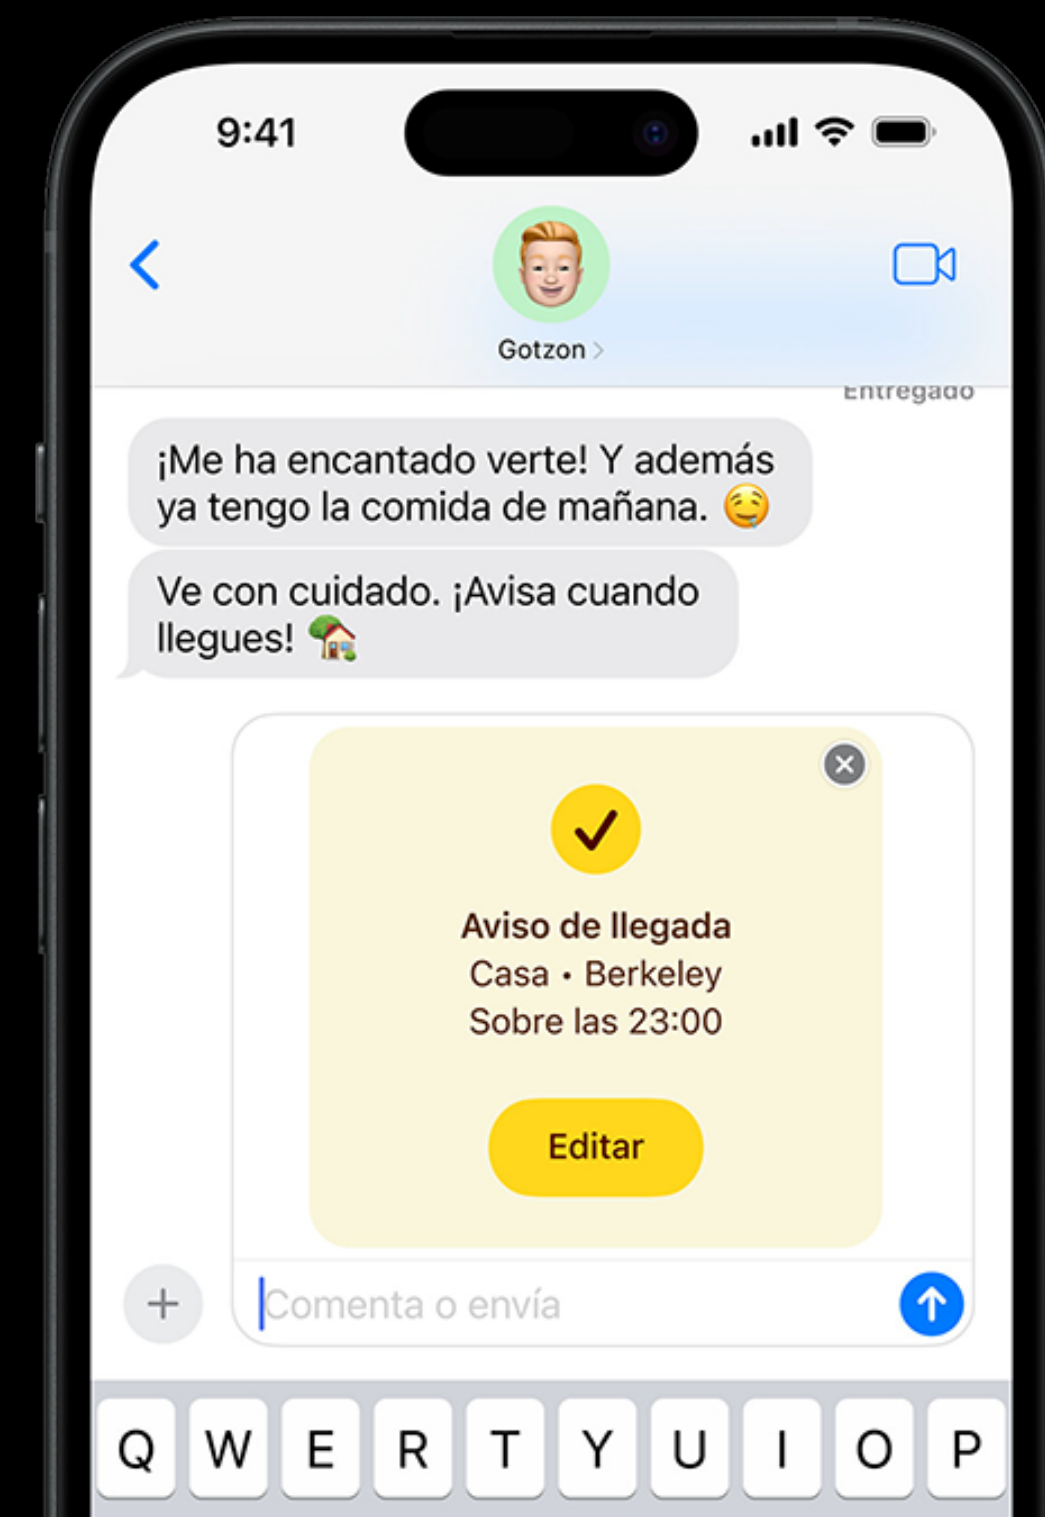 9:41
Gotzon
Entregado
¡Me ha encantado verte! Y además
ya tengo la comida de mañana.
Ve con cuidado. ¡Avisa cuando
llegues!
Aviso de llegada
Casa • Berkeley
Sobre las 23:00
Editar
Comenta o envía
Q W E R T Y U I O P